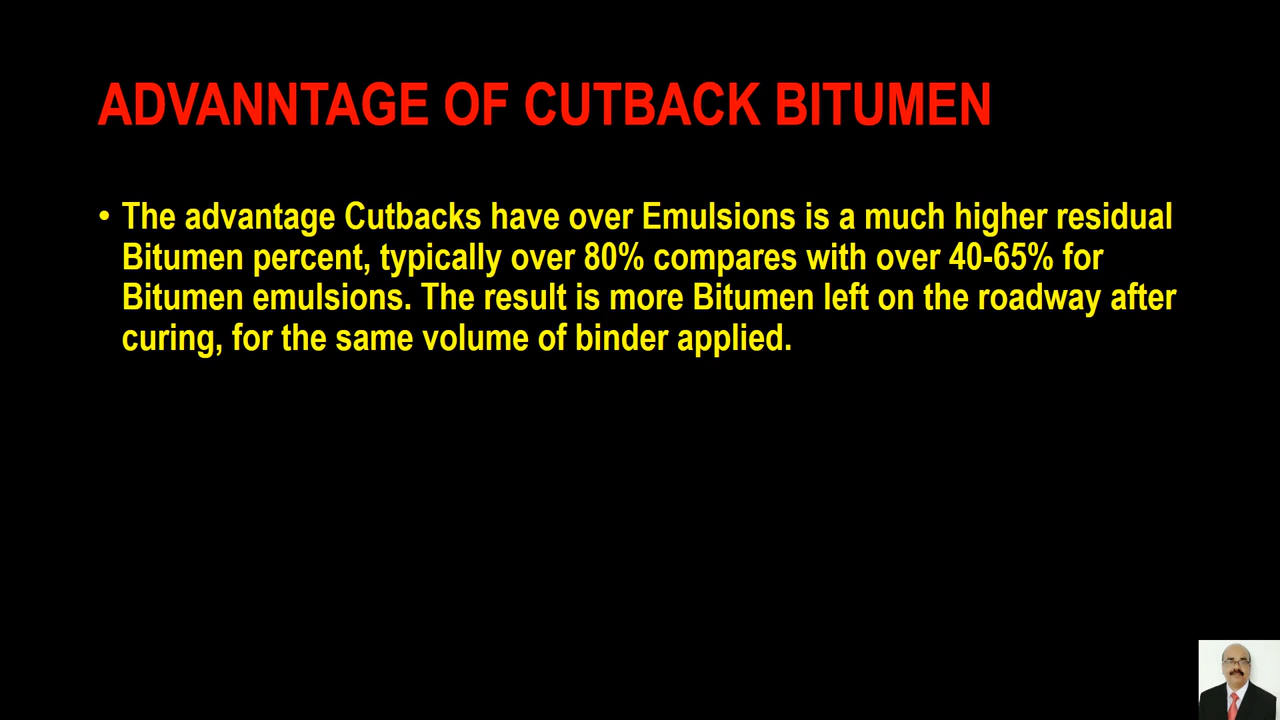 ADVANNTAGE OF CUTBACK BITUMEN
• The advantage Cutbacks have over Emulsions is a much higher residual
Bitumen percent, typically over 80% compares with over 40-65% for
Bitumen emulsions. The result is more Bitumen left on the roadway after
curing, for the same volume of binder applied.